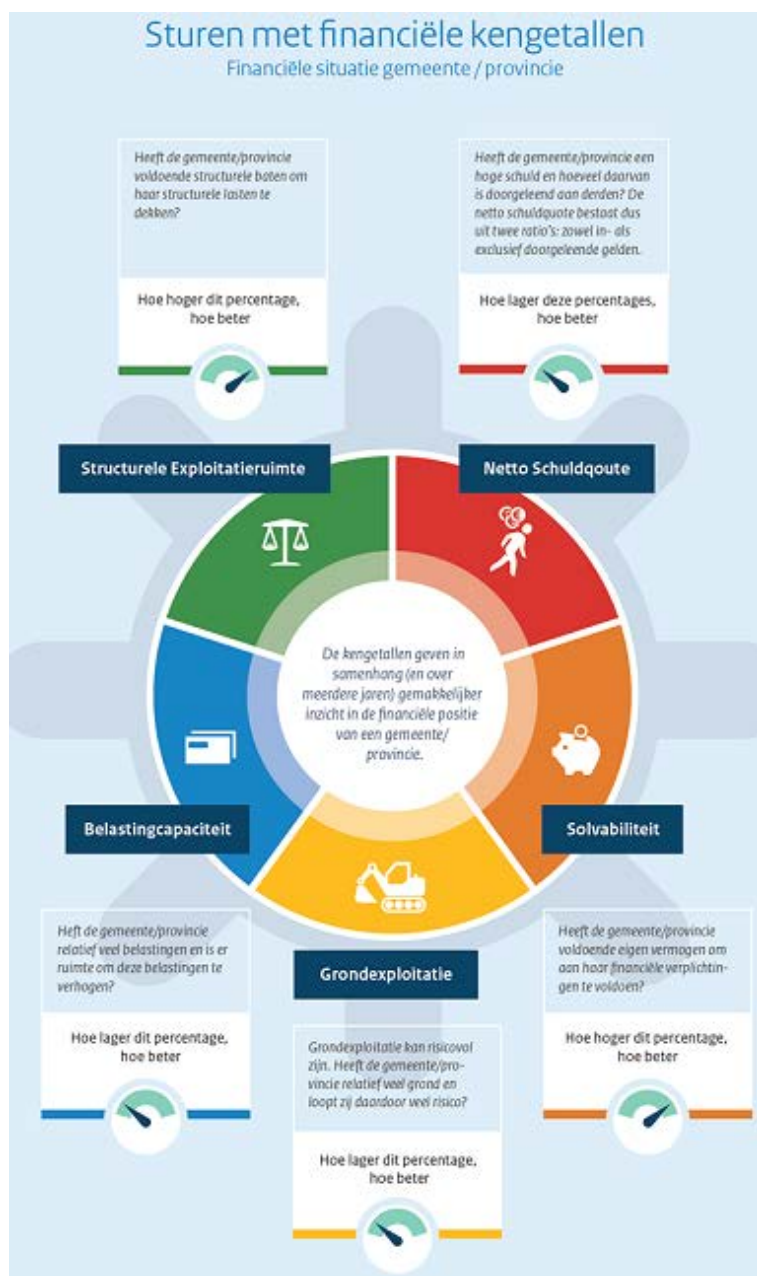 Sturen met financiële kengetallen
Financiële situatie gemeente / provincie
Heeft de gemeente/provincie
voldoende structurele baten om
haar structurele lasten te
dekken?
Hoe hoger dit percentage,
hoe beter
Heeft de gemeente/provincie een
hoge schuld en hoeveel daarvan
is doorgeleend aan derden? De
netto schuldquote bestaat dus
uit twee ratio's: zowel in- als
exclusief doorgeleende gelden.
Hoe lager deze percentages,
hoe beter
Structurele Exploitatieruimte
Netto Schuldqoute
De kengetallen geven in
samenhang (en over
meerdere jaren) gemakkelijker
inzicht in de financiële positie
van een gemeente/
provincie.
Belastingcapaciteit
Solvabiliteit
Grondexploitatie
Heft de gemeente/provincie
relatief veel belastingen en is er
ruimte om deze belastingen te
verhogen?
Hoe lager dit percentage,
hoe beter
Grondexploitatie kan risicovol
zijn. Heeft de gemeente/pro-
vincie relatief veel grond en
loopt zij daardoor veel risico?
Hoe lager dit percentage,
hoe beter
Heeft de gemeente/provincie
voldoende eigen vermogen om
aan haar financiële verplichtin-
gen te voldoen?
Hoe hoger dit percentage,
hoe beter